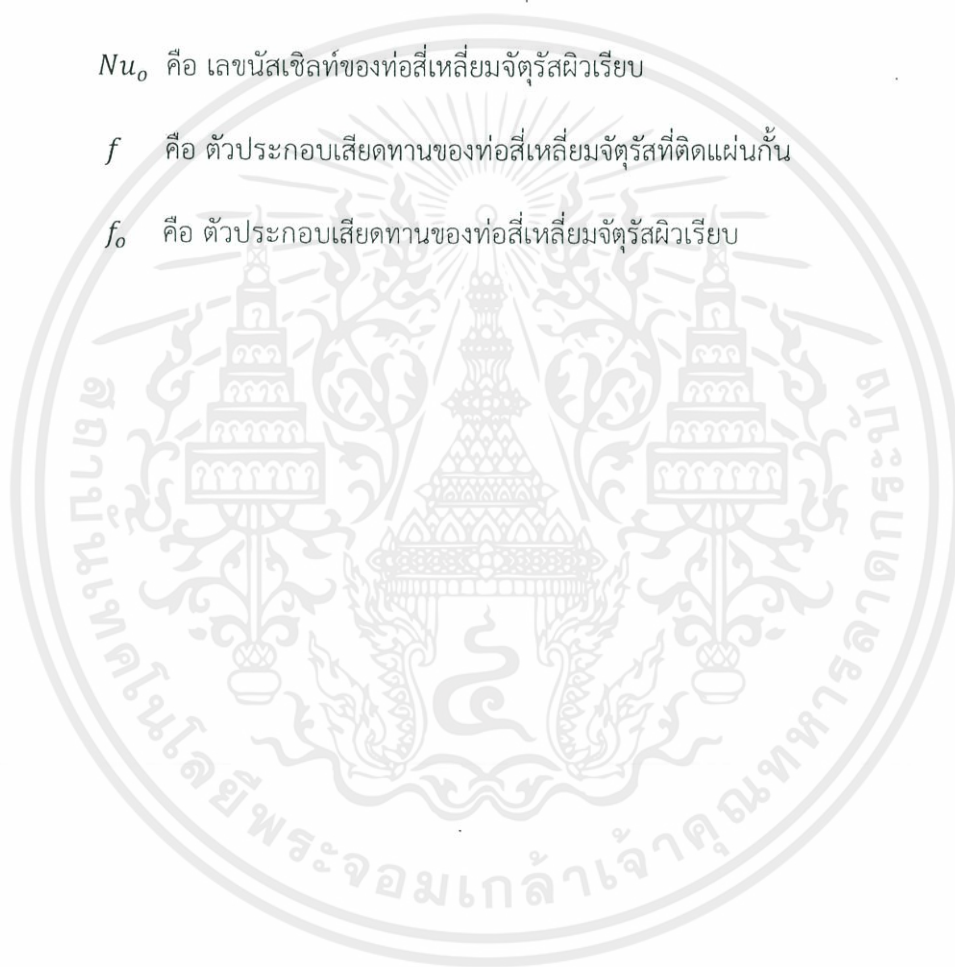 Nu_o คือ เลขนัสเซิลท์ของท่อสี่เหลี่ยมจัตุรัสผิวเรียบ
f คือ ตัวประกอบเสียดทานของท่อสี่เหลี่ยมจัตุรัสที่ติดแผ่นกั้น
f_o คือ ตัวประกอบเสียดทานของท่อสี่เหลี่ยมจัตุรัสผิวเรียบ
สถาบันเทคโนโลยีพระจอมเกล้าเจ้าคุณทหารลาดกระบัง